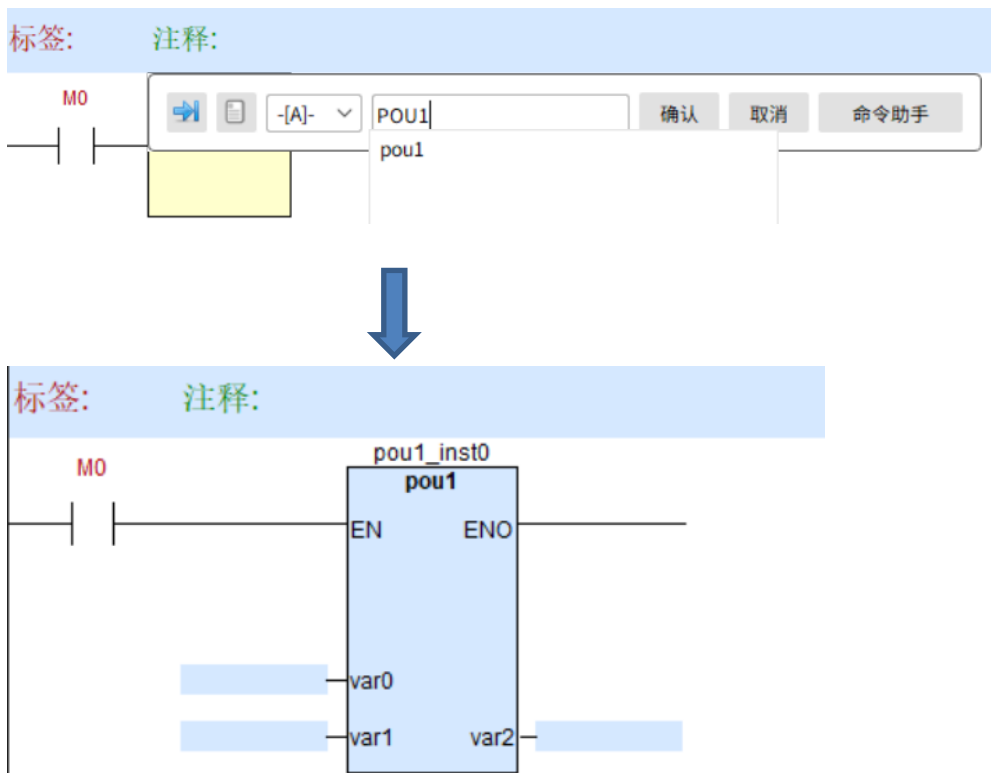 标签: 注释:
M0
-[A]- POU1 确认 取消 命令助手
pou1
标签: 注释:
M0
pou1_inst0
pou1
EN ENO
var0
var1 var2